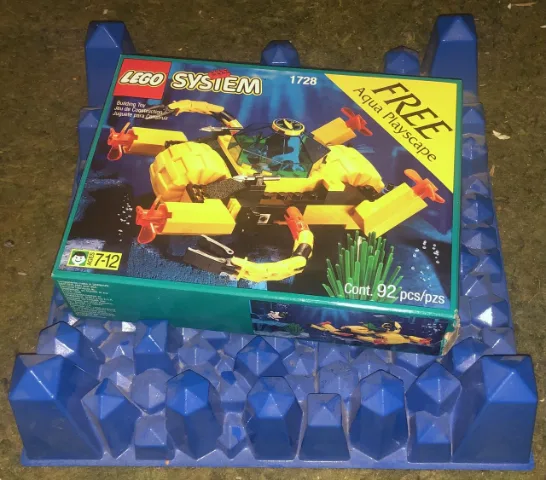 LEGO SYSTEM 1728
Building Toy
Jeu de Construction
Juguete para Construir
FREE
Aqua Playscape
7-12
Cont. 92 pcs/pzs